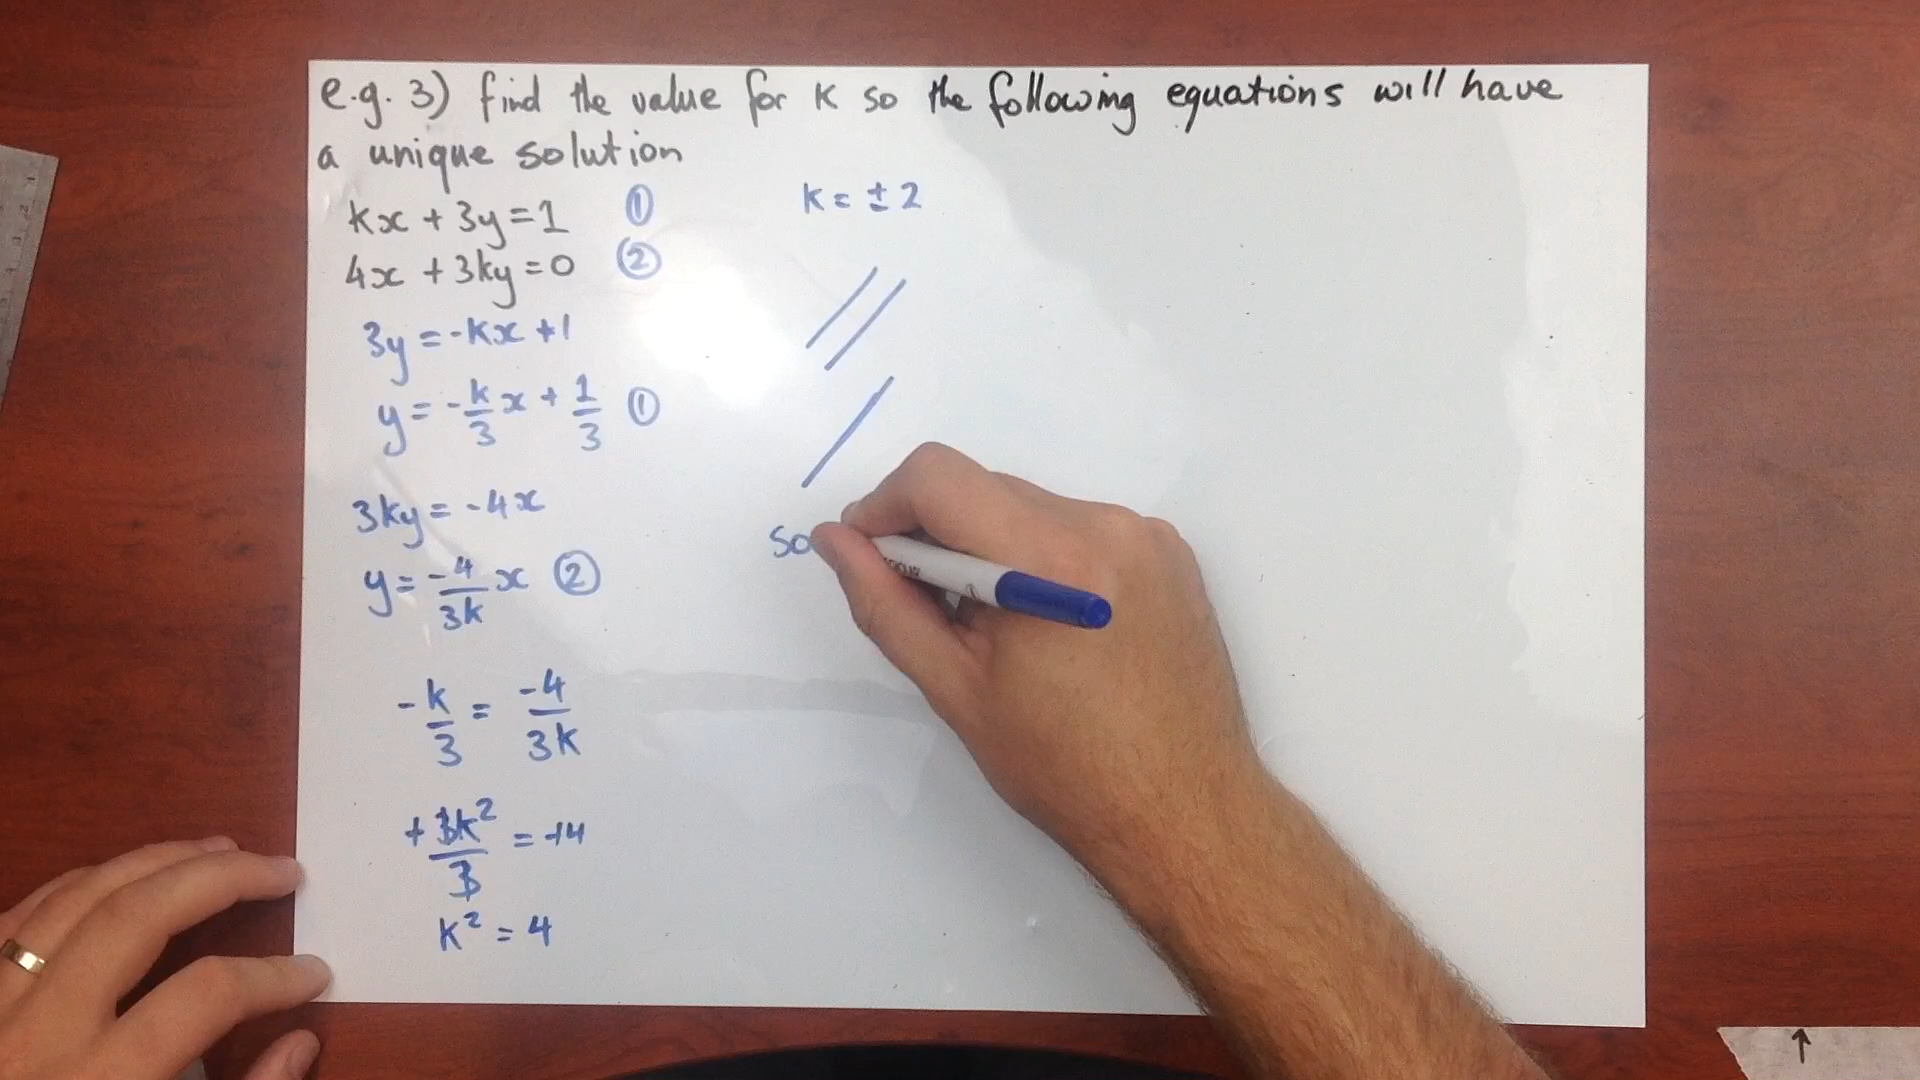 e.g. 3) find the value for k so the following equations will have
a unique solution
kx + 3y = 1 ①
4x + 3ky = 0 ②
3y = -kx + 1
y = -k/3 x + 1/3 ①
3ky = -4x
y = -4/3k x ②
-k/3 = -4/3k
+3k²/3 = +4
k² = 4
k = ± 2
so